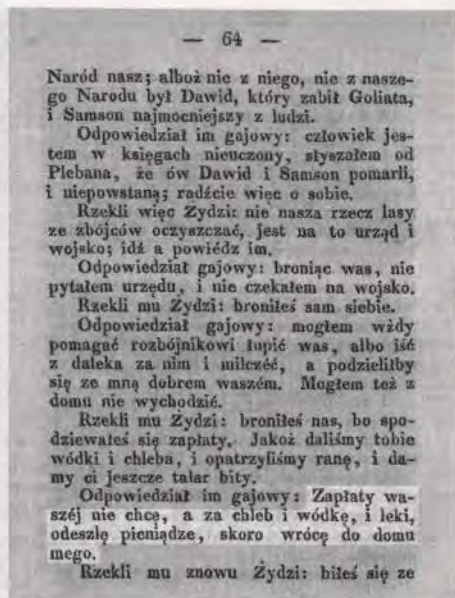 — 64 —
Naród nasz; alboż nie z niego, nie z nasze-
go Narodu był Dawid, który zabił Goliata,
i Samson najmocniejszy z ludzi.
Odpowiedział im gajowy: człowiek jes-
tem w księgach nieuczony, słyszałem od
Plebana, że ów Dawid i Samson pomarli,
i niepowstaną; radźcie więc o sobie.
Rzekli więc Żydzi: nie nasza rzecz lasy
ze zbójców oczyszczać, jest na to urząd i
wojsko; idź a powiédz im.
Odpowiedział gajowy: broniąc was, nie
pytałem urzędu, i nie czekałem na wojsko.
Rzekli mu Żydzi: broniłeś sam siebie.
Odpowiedział gajowy: mogłem wżdy
pomagać rozbójnikowi łupić was, albo iść
z daleka za nim i milczéć, a podzieliłby
się ze mną dobrem waszém. Mogłem też z
domu nie wychodzić.
Rzekli mu Żydzi: broniłeś nas, bo spo-
dziewałeś się zapłaty. Jakoż daliśmy tobie
wódki i chleba, i opatrzyliśmy ranę, i da-
my ci jeszcze talar bity.
Odpowiedział im gajowy: Zapłaty wa-
széj nie chcę, a za chleb i wódkę, i leki,
odeszlę pieniądze, skoro wrócę do domu
mego.
Rzekli mu znowu Żydzi: biłeś się ze